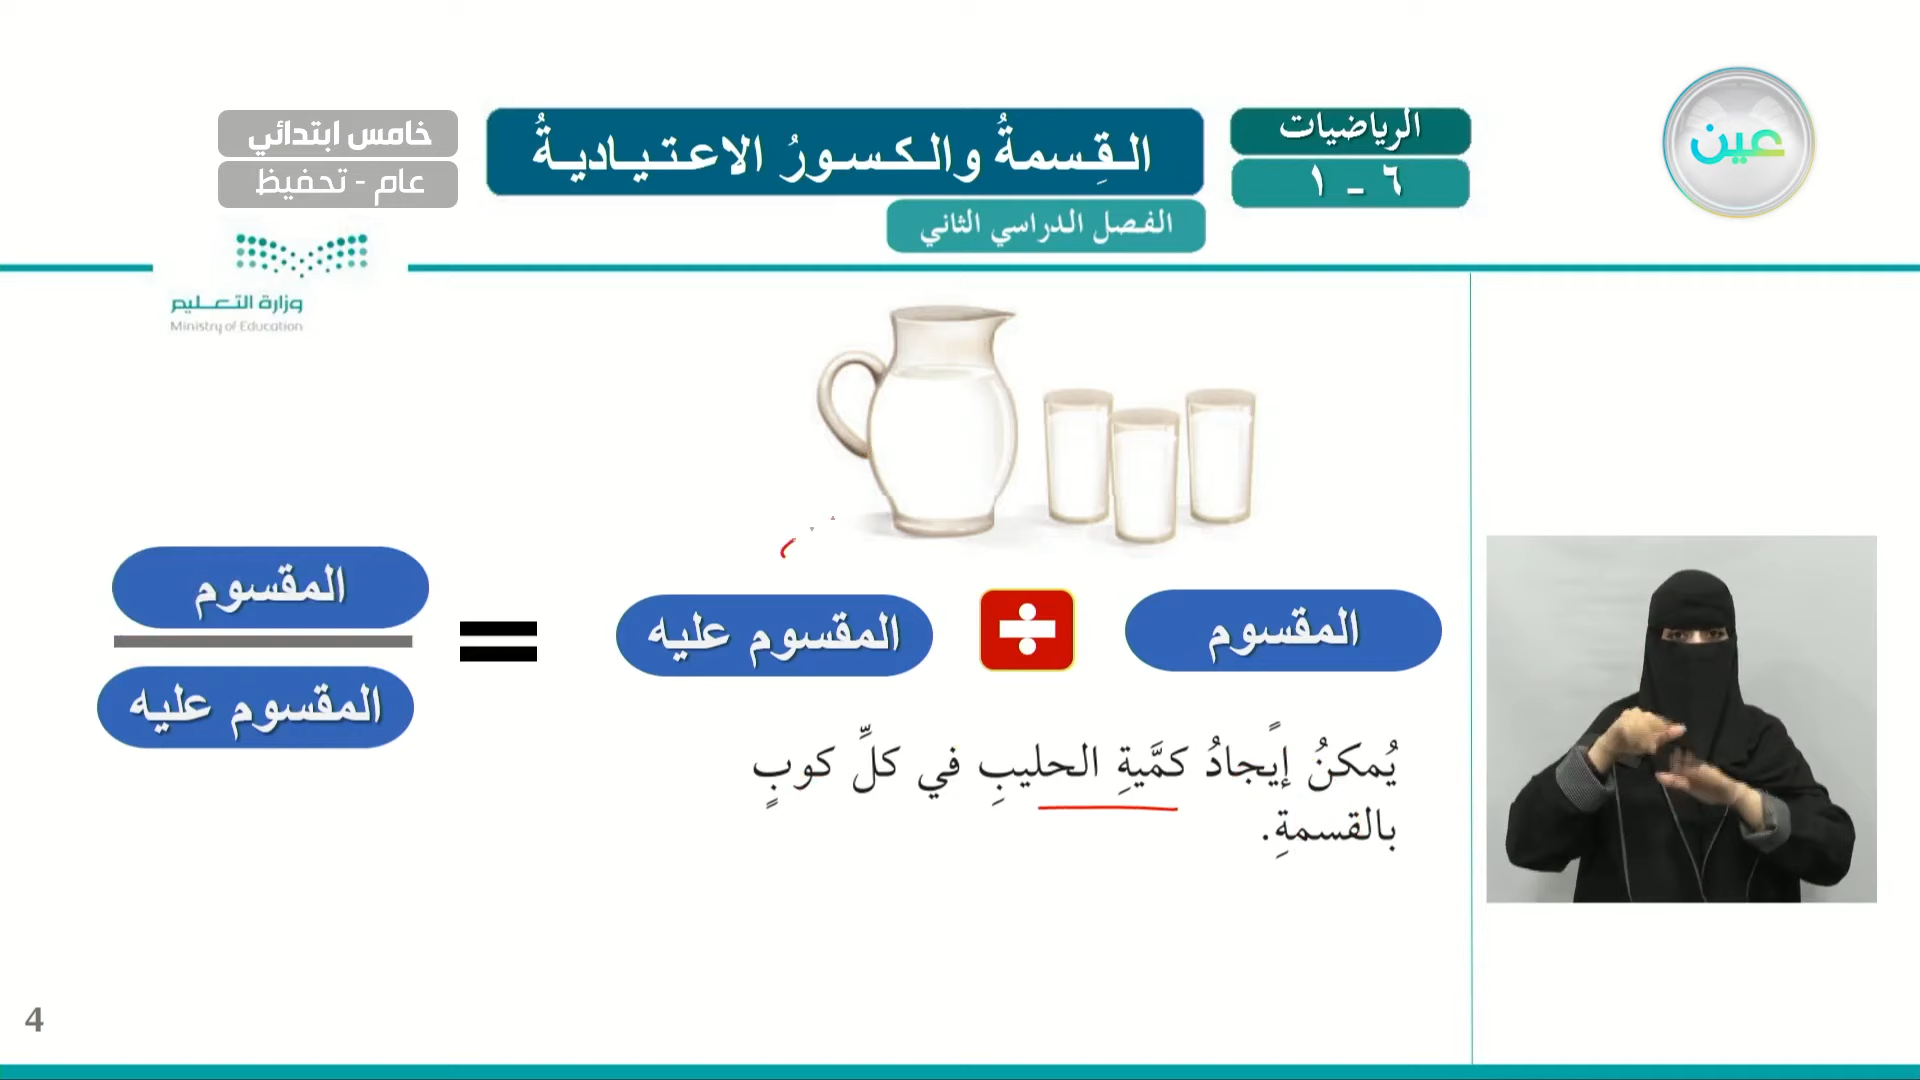 عين
الرياضيات
٦ - ١
القِسمةُ والكسورُ الاعتياديةُ
الفصل الدراسي الثاني
خامس ابتدائي
عام - تحفيظ
وزارة التعليم
Ministry of Education
المقسوم ÷ المقسوم عليه = المقسوم
المقسوم عليه
يُمكنُ إيجادُ كمَّيةِ الحليبِ في كلِّ كوبٍ
بالقسمةِ.
4